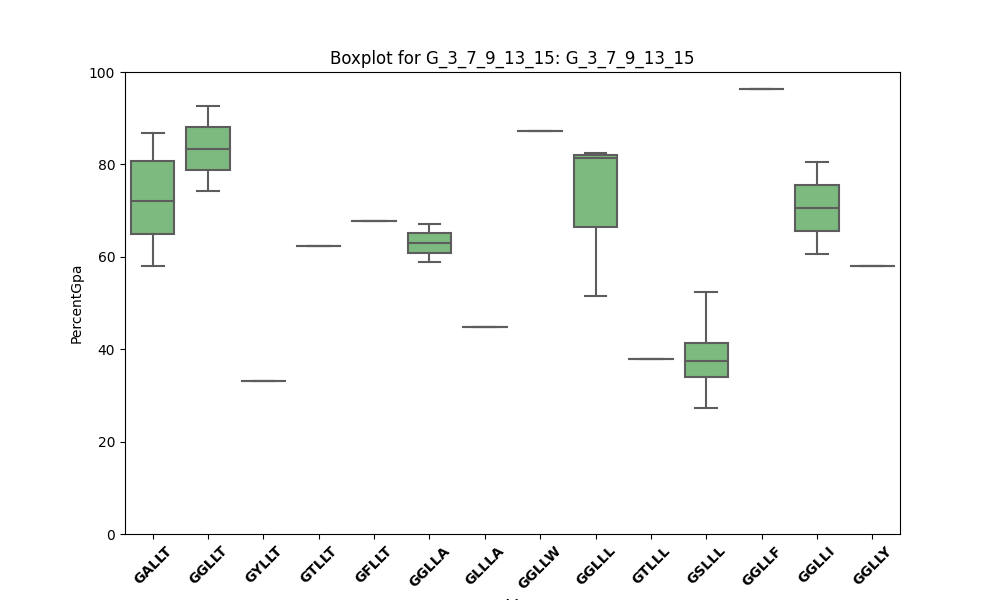 Boxplot for G_3_7_9_13_15: G_3_7_9_13_15
100
80
60
40
20
0
PercentGpa
GALLT
GGLLT
GYLLT
GTLLT
GFLLT
GGLLA
GLLLA
GGLLW
GGLLL
GTLLL
GSLLL
GGLLF
GGLLI
GGLLY